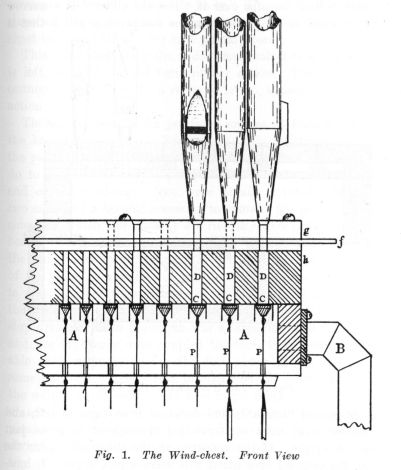 g
f
h
D D D
C C C
A A
B
P P P
Fig. 1. The Wind-chest. Front View